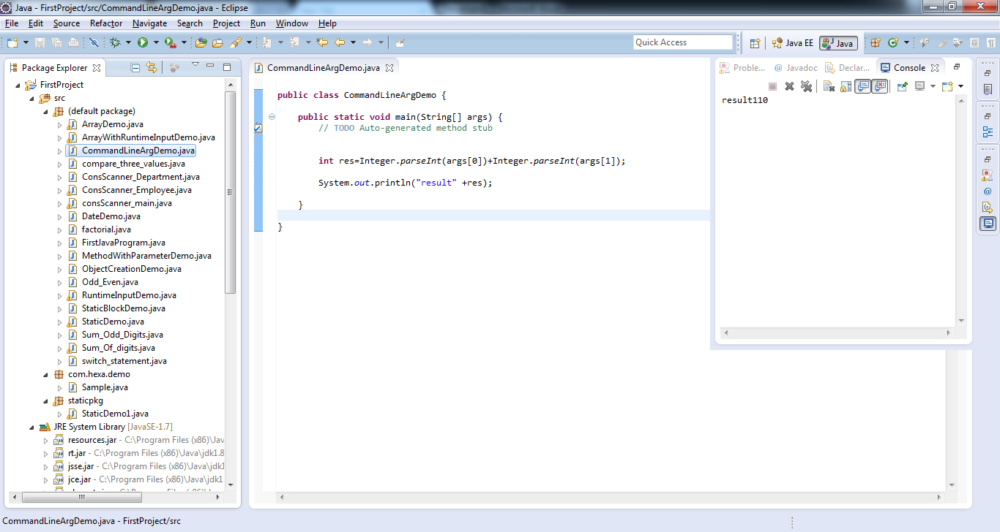 Java - FirstProject/src/CommandLineArgDemo.java - Eclipse
File Edit Source Refactor Navigate Search Project Run Window Help
Quick Access
Java EE
Java
Package Explorer
FirstProject
src
(default package)
ArrayDemo.java
ArrayWithRuntimeInputDemo.java
CommandLineArgDemo.java
compare_three_values.java
ConsScanner_Department.java
ConsScanner_Employee.java
consScanner_main.java
DateDemo.java
factorial.java
FirstJavaProgram.java
MethodWithParameterDemo.java
ObjectCreationDemo.java
Odd_Even.java
RuntimeInputDemo.java
StaticBlockDemo.java
StaticDemo.java
Sum_Odd_Digits.java
Sum_Of_digits.java
switch_statement.java
com.hexa.demo
Sample.java
staticpkg
StaticDemo1.java
JRE System Library [JavaSE-1.7]
resources.jar - C:\Program Files (x86)\Jav
rt.jar - C:\Program Files (x86)\Java\jdk1.8
jsse.jar - C:\Program Files (x86)\Java\jdk1
jce.jar - C:\Program Files (x86)\Java\jdk1
CommandLineArgDemo.java
public class CommandLineArgDemo {
public static void main(String[] args) {
// TODO Auto-generated method stub
int res=Integer.parseInt(args[0])+Integer.parseInt(args[1]);
System.out.println("result" +res);
}
}
Proble... Javadoc Declar... Console
result110
CommandLineArgDemo.java - FirstProject/src